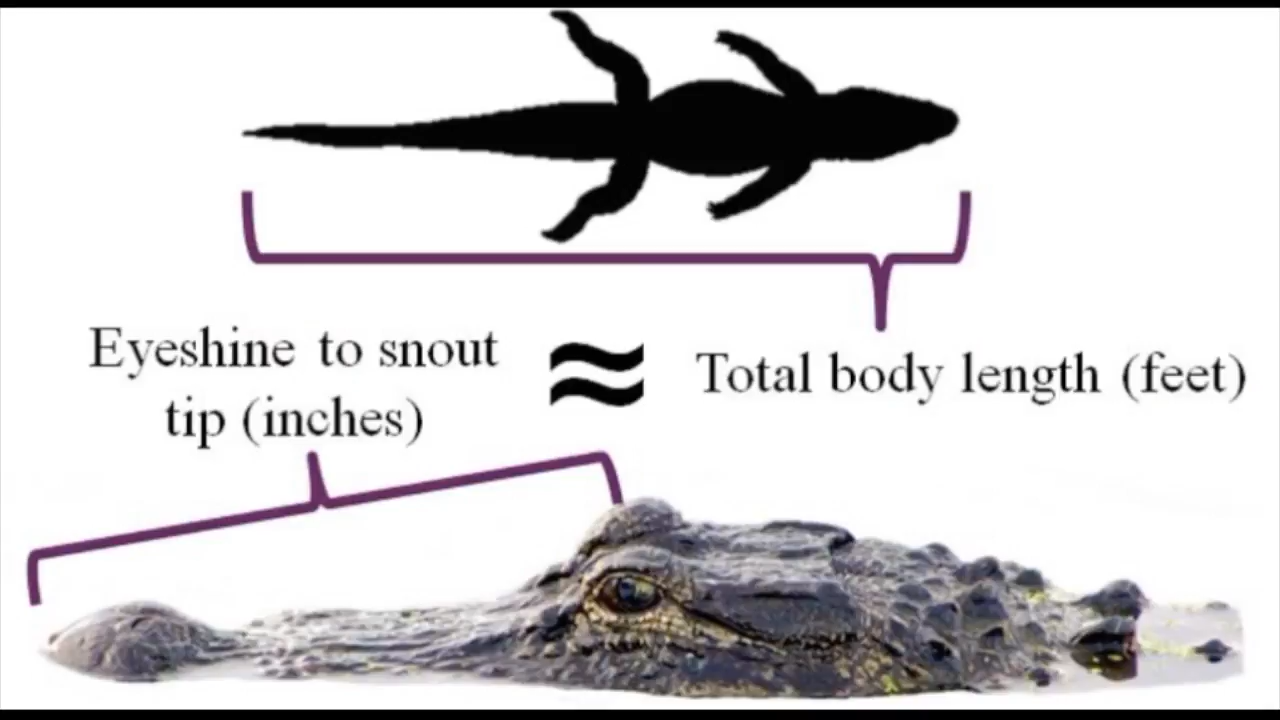 Eyeshine to snout
tip (inches)
≈
Total body length (feet)